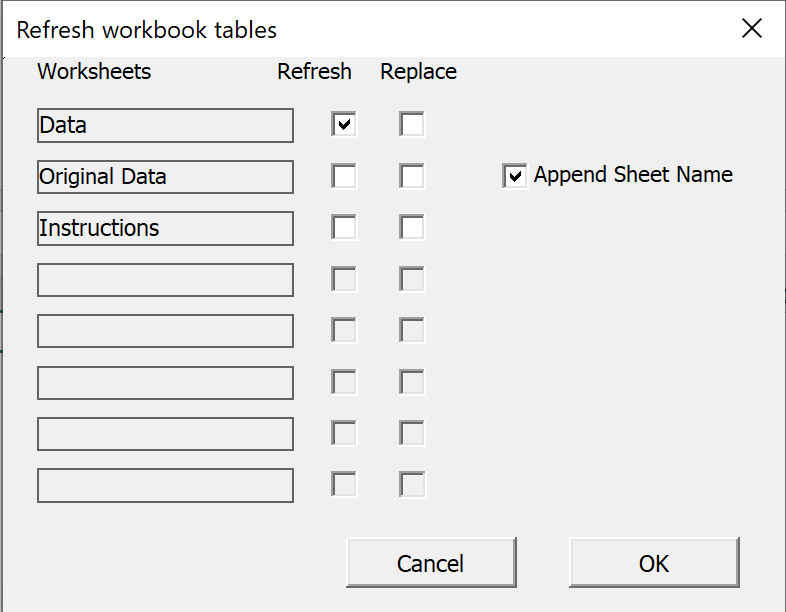 Refresh workbook tables
Worksheets Refresh Replace
Data
Original Data
Append Sheet Name
Instructions
Cancel OK